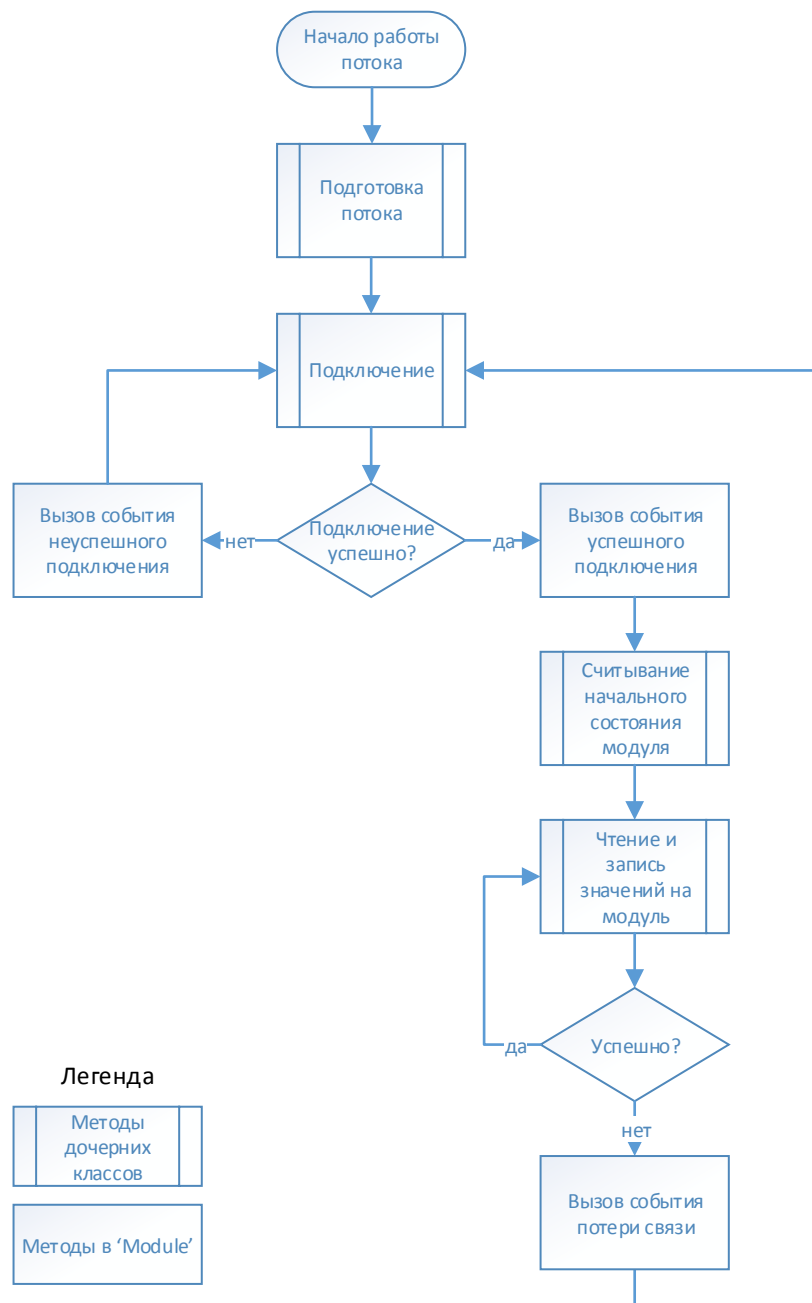 Начало работы
потока
Подготовка
потока
Подключение
Вызов события
неуспешного
подключения
нет
Подключение
успешно?
да
Вызов события
успешного
подключения
Считывание
начального
состояния
модуля
Чтение и
запись
значений на
модуль
да
Успешно?
нет
Вызов события
потери связи
Легенда
Методы
дочерних
классов
Методы в ‘Module’